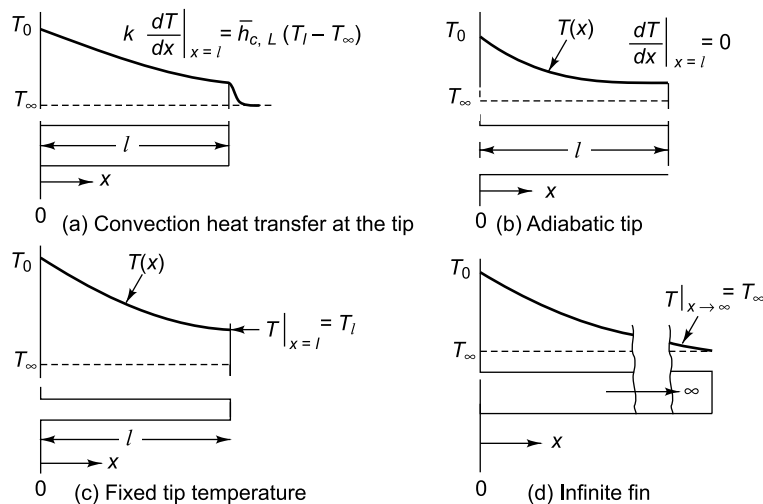 T₀
k dT/dx |ₓ ₌ ₗ = h̄c, L (Tₗ – T∞)
T∞
l
x
0
(a) Convection heat transfer at the tip
T₀
T(x)
dT/dx |ₓ ₌ ₗ = 0
T∞
l
x
0
(b) Adiabatic tip
T₀
T(x)
T |ₓ ₌ ₗ = Tₗ
T∞
l
x
0
(c) Fixed tip temperature
T₀
T |ₓ → ∞ = T∞
T∞
∞
x
0
(d) Infinite fin